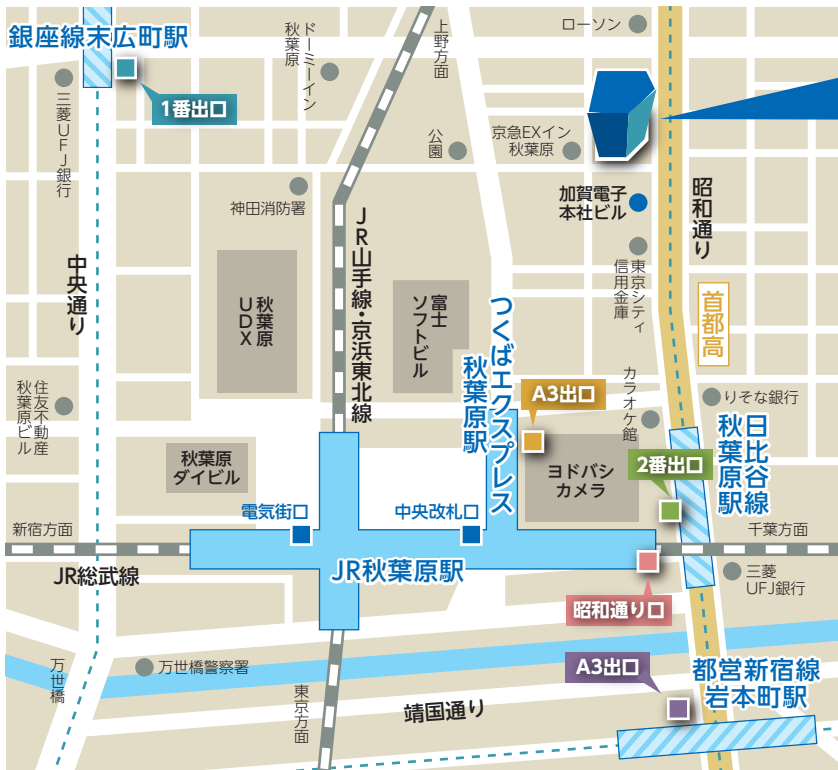 銀座線末広町駅
1番出口
三菱UFJ銀行
ドーミーイン
秋葉原
上野方面
ローソン
公園
京急EXイン
秋葉原
神田消防署
加賀電子
本社ビル
昭和通り
東京シティ
信用金庫
首都高
中央通り
秋葉原
UDX
JR山手線・京浜東北線
富士
ソフトビル
つくばエクスプレス
秋葉原駅
A3出口
カラオケ館
りそな銀行
日比谷線
秋葉原駅
住友不動産
秋葉原ビル
秋葉原
ダイビル
ヨドバシ
カメラ
2番出口
電気街口
中央改札口
新宿方面
千葉方面
JR総武線
JR秋葉原駅
三菱
UFJ銀行
昭和通り口
万世橋
万世橋警察署
A3出口
都営新宿線
岩本町駅
東京方面
靖国通り